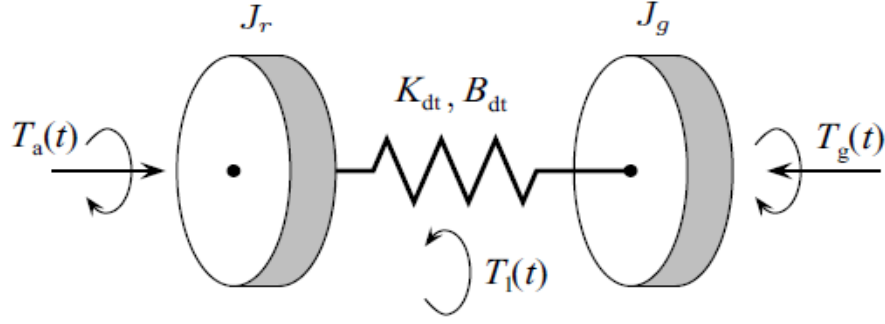 J_r
J_g
K_dt , B_dt
T_a(t)
T_g(t)
T_l(t)